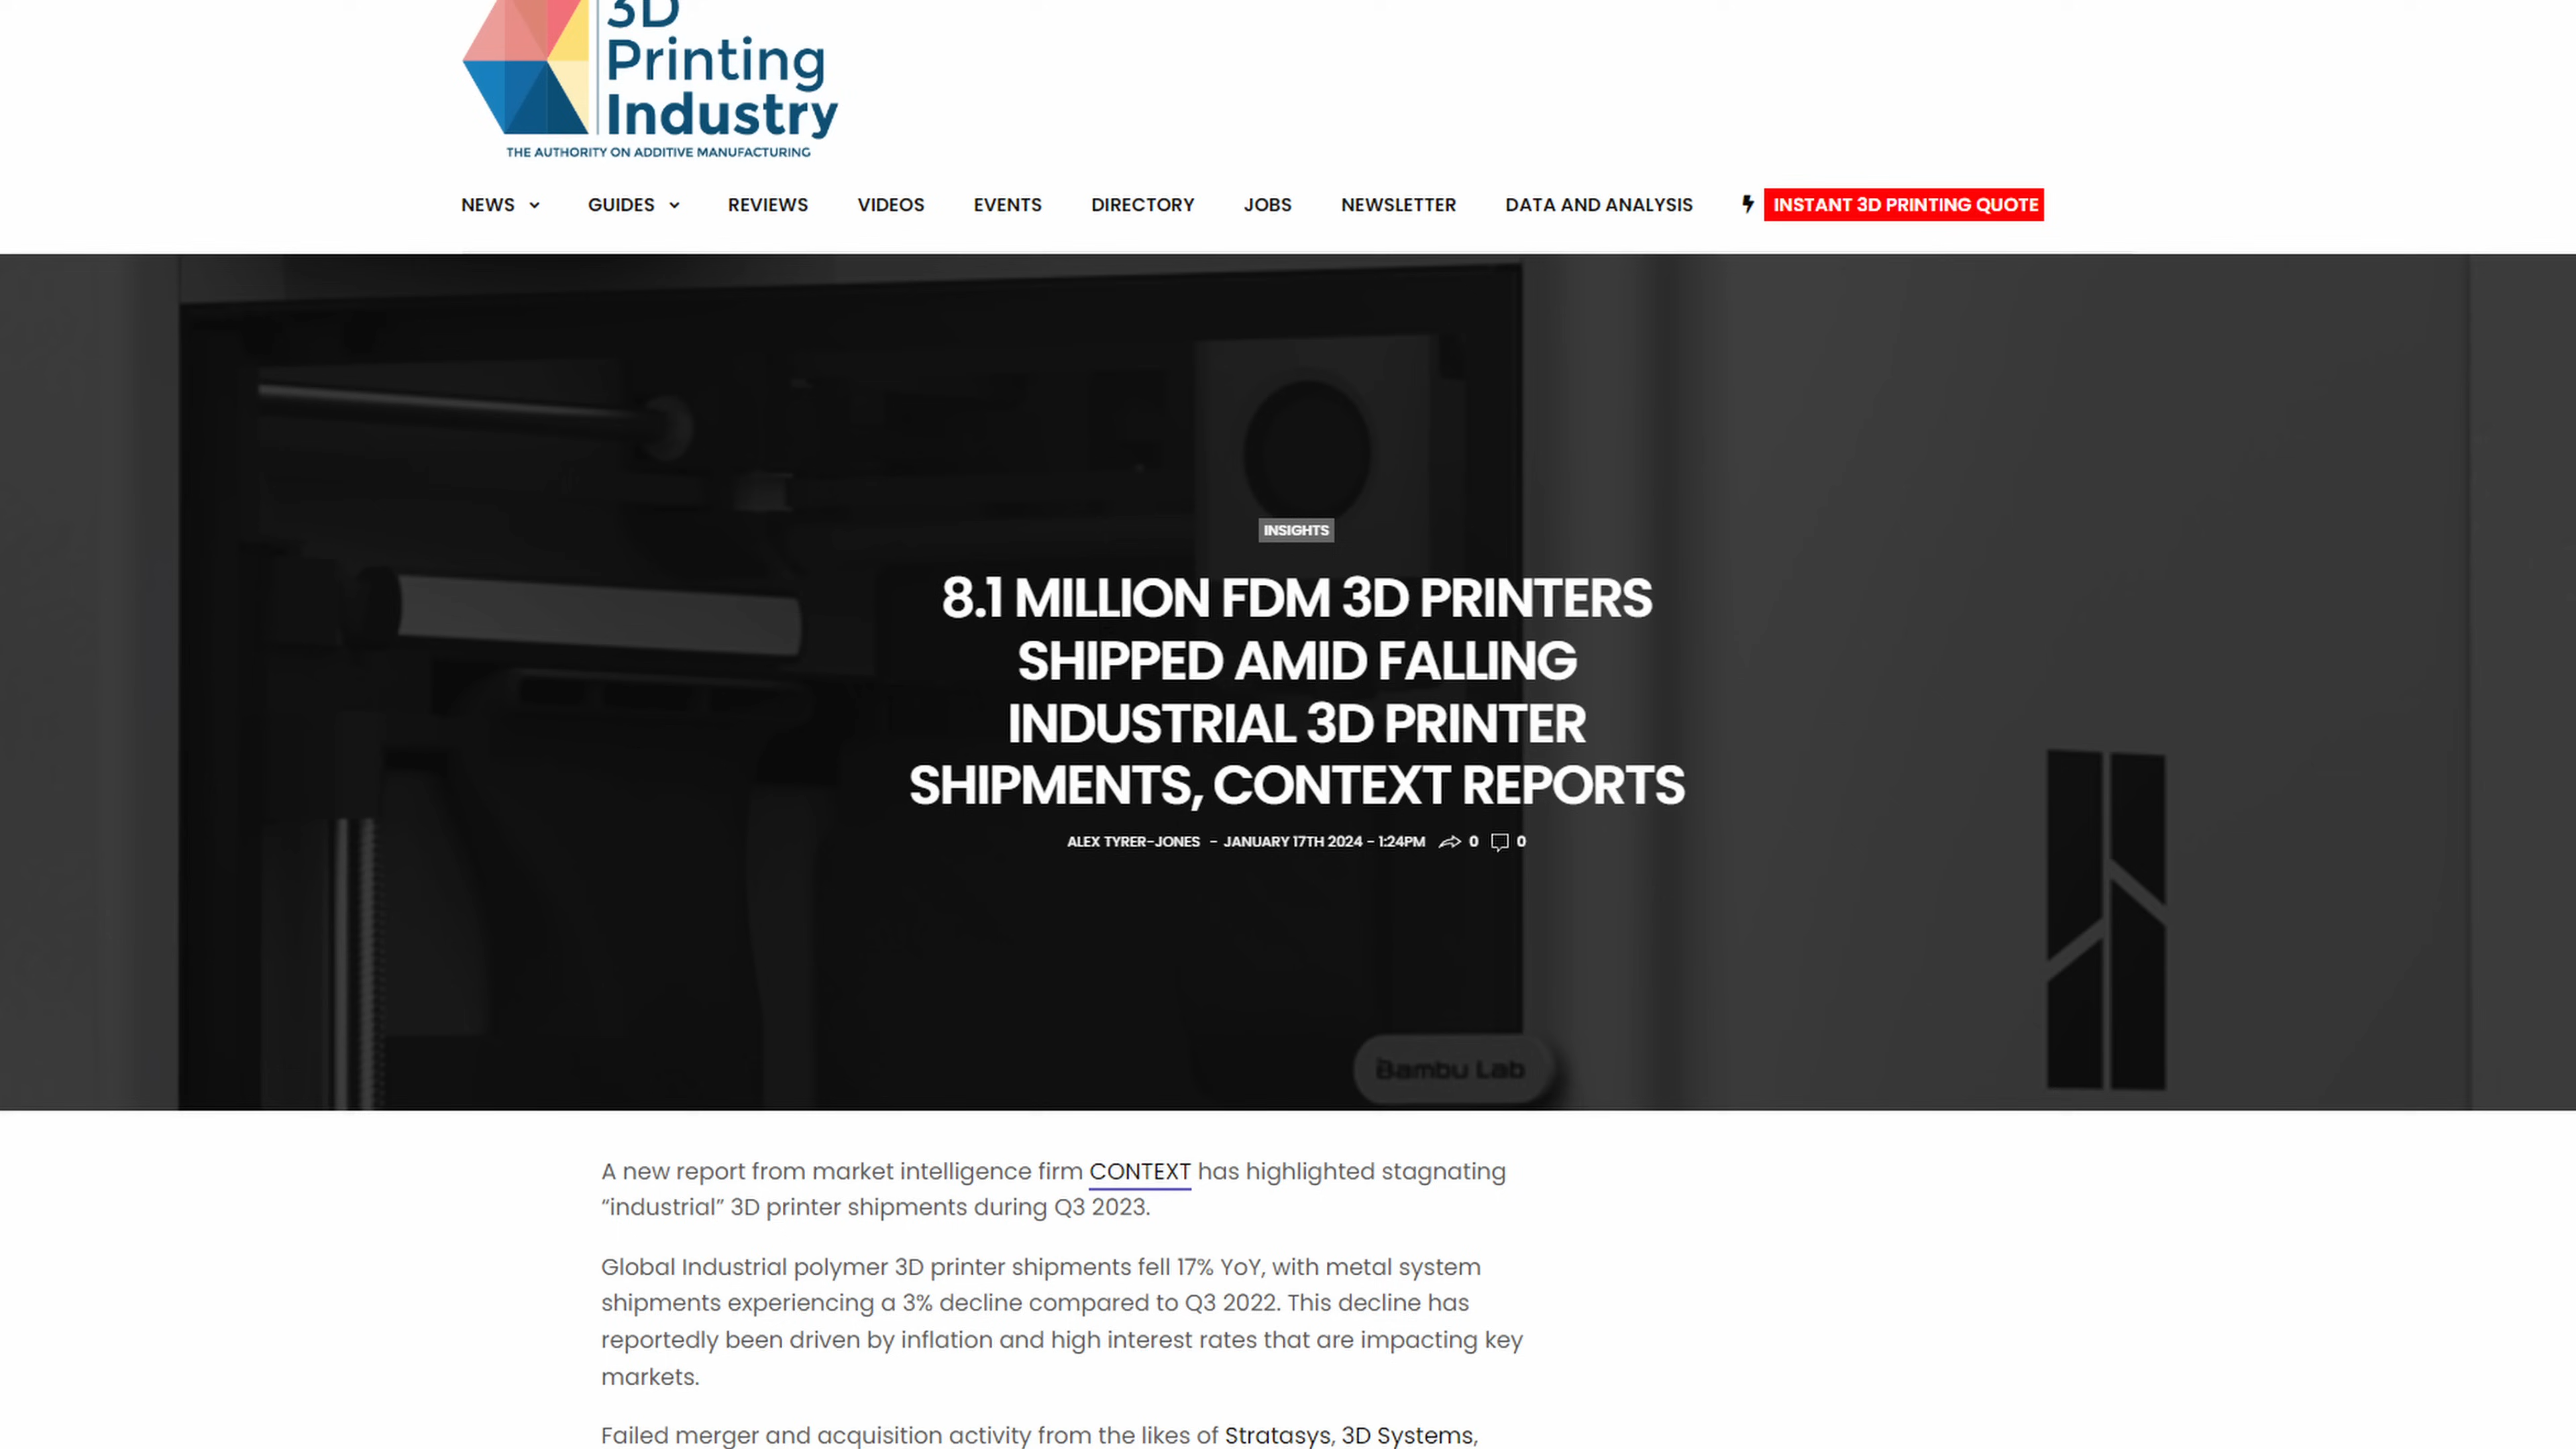 3D
Printing
Industry
THE AUTHORITY ON ADDITIVE MANUFACTURING
NEWS GUIDES REVIEWS VIDEOS EVENTS DIRECTORY JOBS NEWSLETTER DATA AND ANALYSIS INSTANT 3D PRINTING QUOTE
INSIGHTS
8.1 MILLION FDM 3D PRINTERS
SHIPPED AMID FALLING
INDUSTRIAL 3D PRINTER
SHIPMENTS, CONTEXT REPORTS
ALEX TYRER-JONES - JANUARY 17TH 2024 - 1:24PM 0 0
Bambu Lab
A new report from market intelligence firm CONTEXT has highlighted stagnating
“industrial” 3D printer shipments during Q3 2023.
Global Industrial polymer 3D printer shipments fell 17% YoY, with metal system
shipments experiencing a 3% decline compared to Q3 2022. This decline has
reportedly been driven by inflation and high interest rates that are impacting key
markets.
Failed merger and acquisition activity from the likes of Stratasys, 3D Systems,